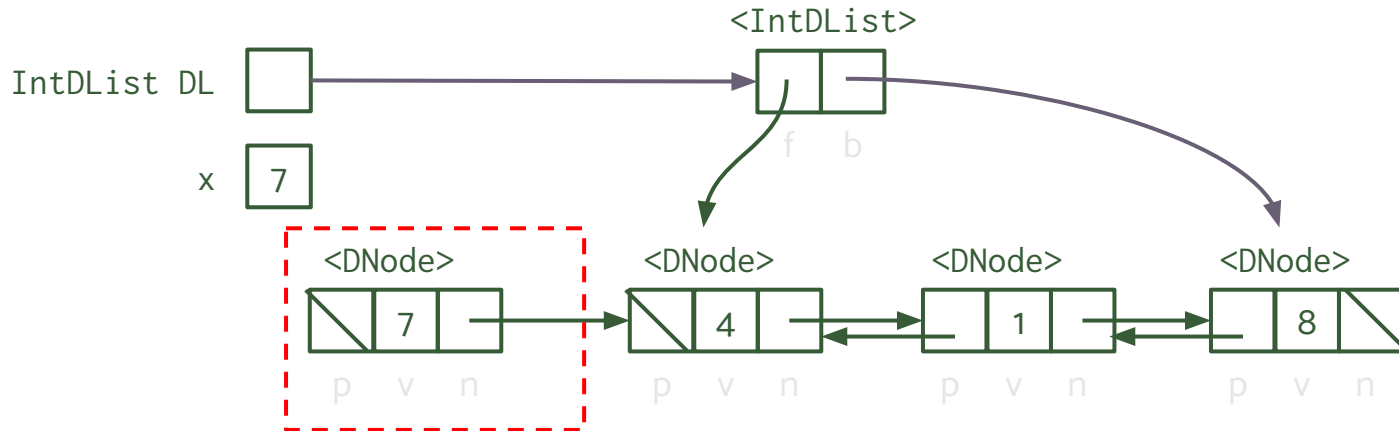 <IntDList>
IntDList DL
f b
x 7
<DNode> <DNode> <DNode> <DNode>
7 4 1 8
p v n p v n p v n p v n